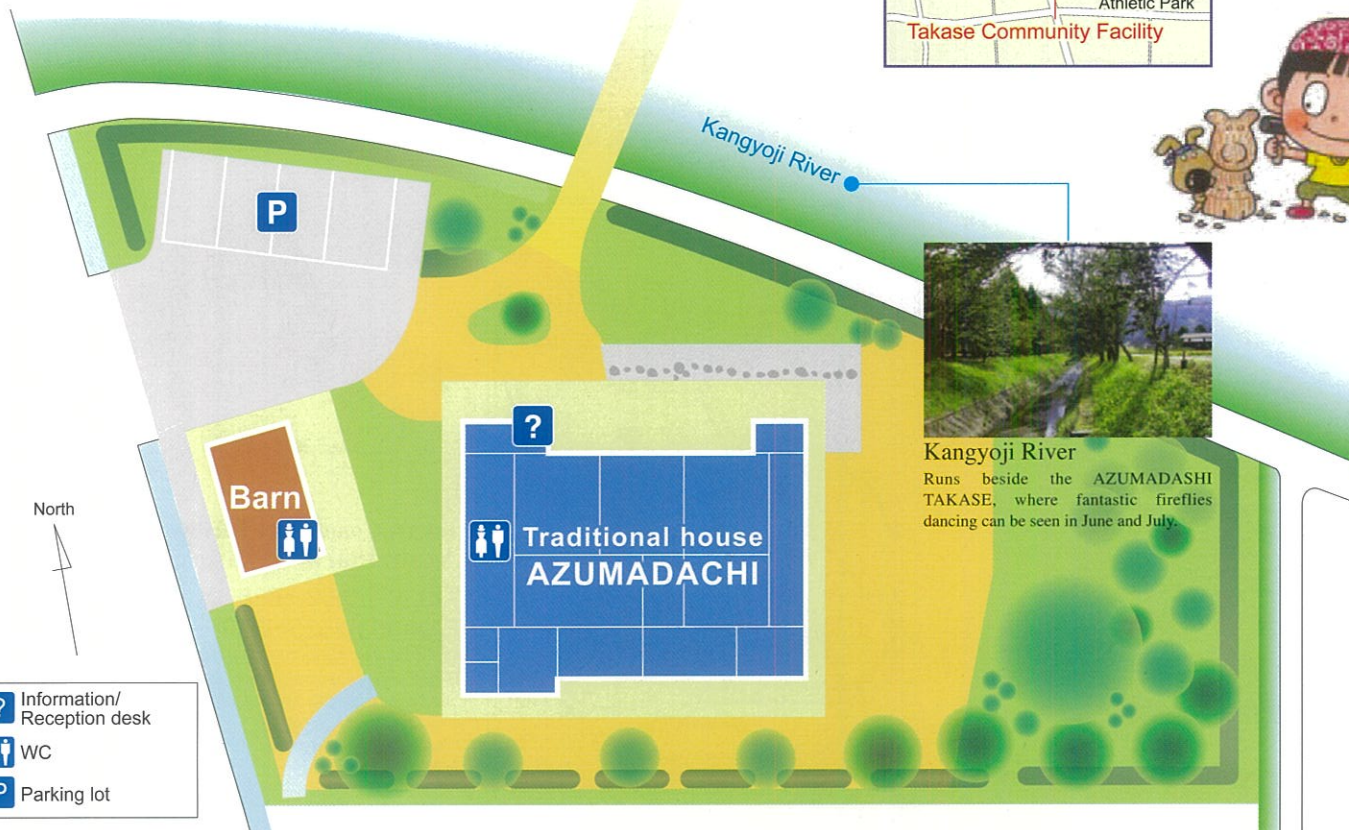 Athletic Park
Takase Community Facility
Kangyoji River
P
Kangyoji River
Runs beside the AZUMADASHI
TAKASE, where fantastic fireflies
dancing can be seen in June and July.
?
Barn
Traditional house
AZUMADACHI
North
? Information/
Reception desk
WC
P Parking lot